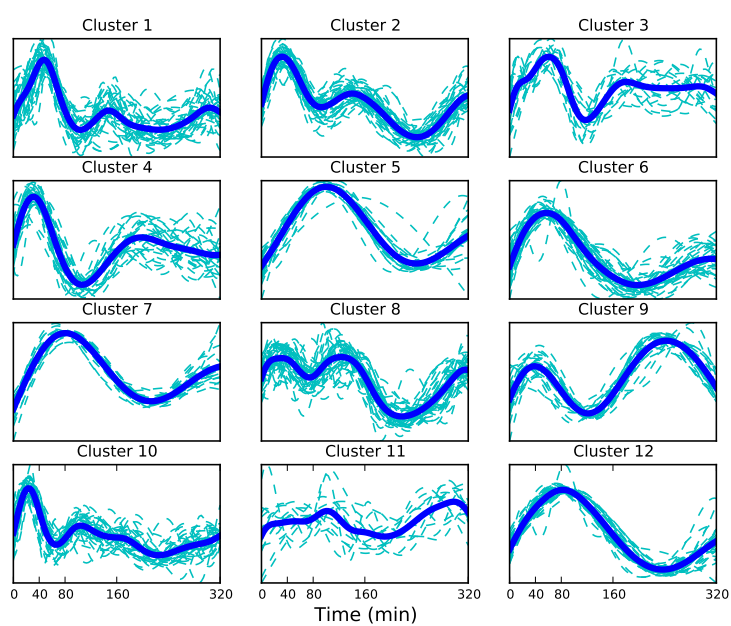 Cluster 1 Cluster 2 Cluster 3
Cluster 4 Cluster 5 Cluster 6
Cluster 7 Cluster 8 Cluster 9
Cluster 10 Cluster 11 Cluster 12
0 40 80 160 320 0 40 80 160 320 0 40 80 160 320
Time (min)